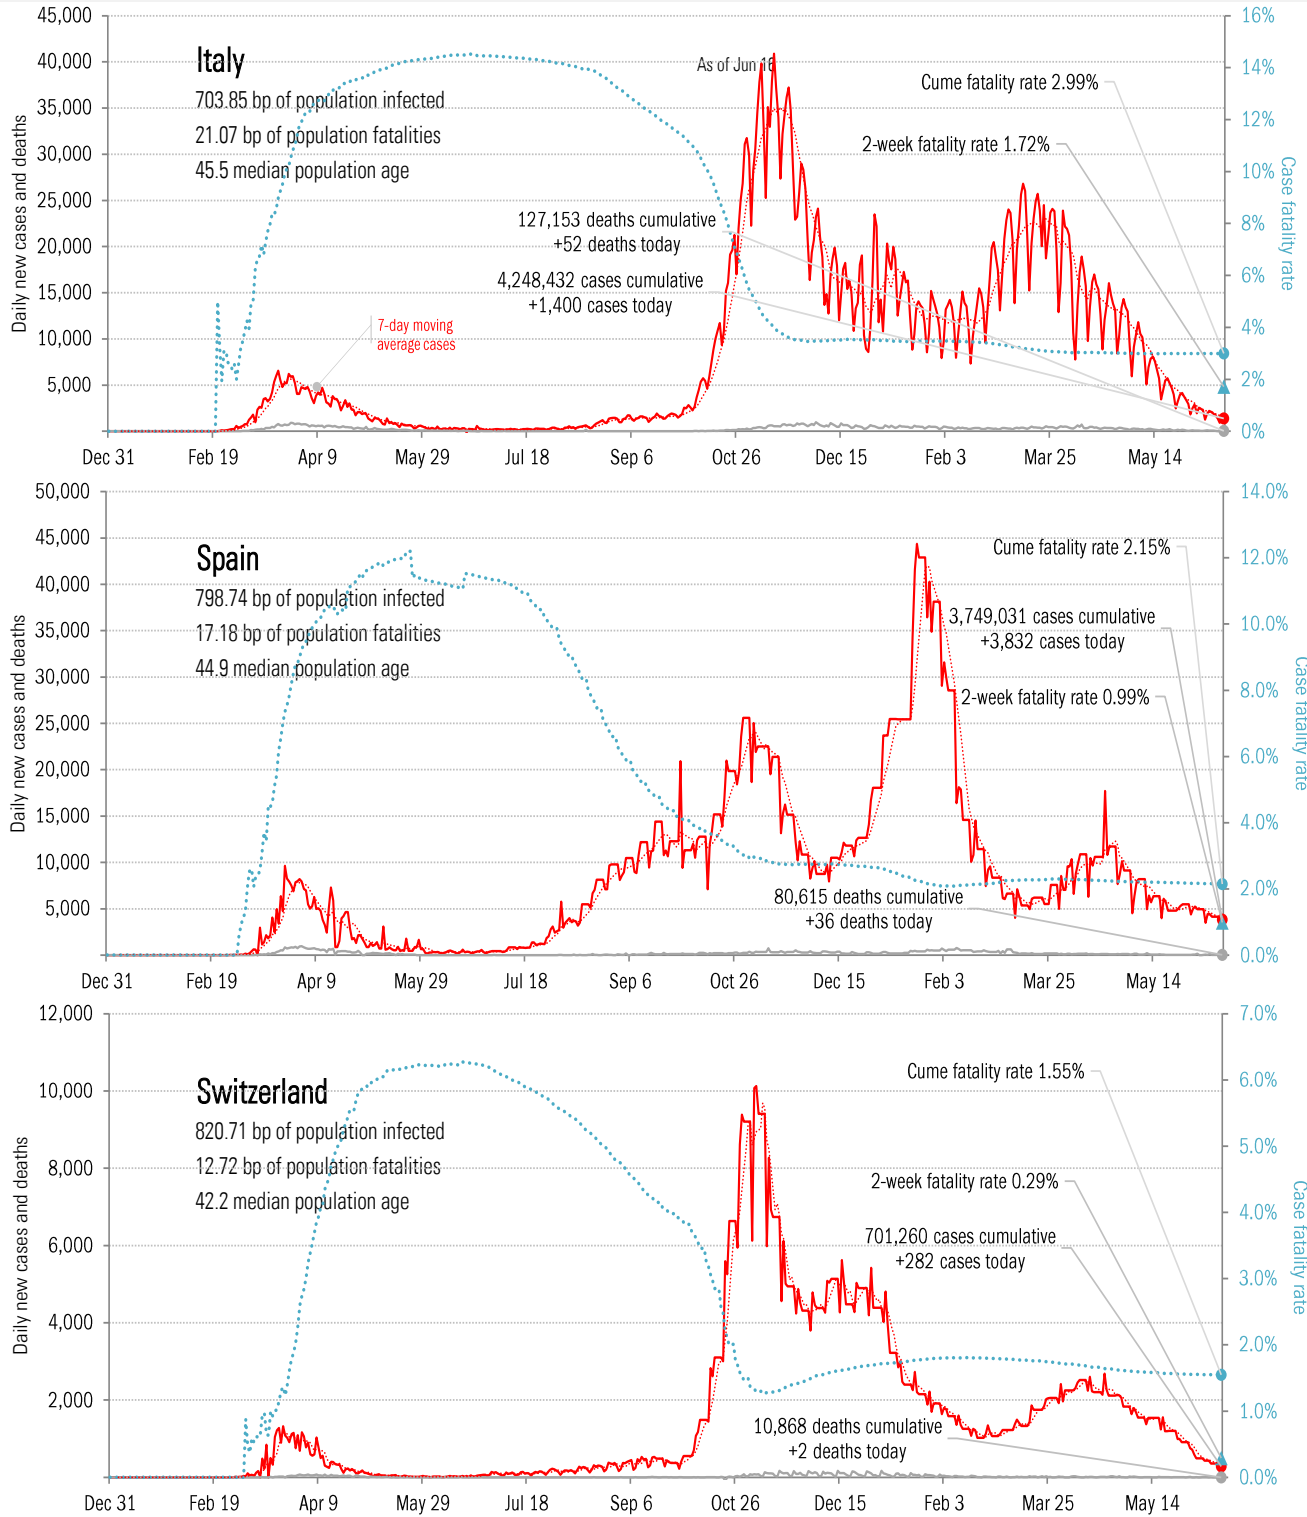 45,000
40,000
35,000
30,000
25,000
20,000
15,000
10,000
5,000
Daily new cases and deaths
Italy
703.85 bp of population infected
21.07 bp of population fatalities
45.5 median population age
As of Jun 16
Cume fatality rate 2.99%
2-week fatality rate 1.72%
127,153 deaths cumulative
+52 deaths today
4,248,432 cases cumulative
+1,400 cases today
7-day moving
average cases
16%
14%
12%
10%
8%
6%
4%
2%
0%
Case fatality rate
Dec 31 Feb 19 Apr 9 May 29 Jul 18 Sep 6 Oct 26 Dec 15 Feb 3 Mar 25 May 14
50,000
45,000
40,000
35,000
30,000
25,000
20,000
15,000
10,000
5,000
Daily new cases and deaths
Spain
798.74 bp of population infected
17.18 bp of population fatalities
44.9 median population age
Cume fatality rate 2.15%
3,749,031 cases cumulative
+3,832 cases today
2-week fatality rate 0.99%
80,615 deaths cumulative
+36 deaths today
14.0%
12.0%
10.0%
8.0%
6.0%
4.0%
2.0%
0.0%
Case fatality rate
Dec 31 Feb 19 Apr 9 May 29 Jul 18 Sep 6 Oct 26 Dec 15 Feb 3 Mar 25 May 14
12,000
10,000
8,000
6,000
4,000
2,000
Daily new cases and deaths
Switzerland
820.71 bp of population infected
12.72 bp of population fatalities
42.2 median population age
Cume fatality rate 1.55%
2-week fatality rate 0.29%
701,260 cases cumulative
+282 cases today
10,868 deaths cumulative
+2 deaths today
7.0%
6.0%
5.0%
4.0%
3.0%
2.0%
1.0%
0.0%
Case fatality rate
Dec 31 Feb 19 Apr 9 May 29 Jul 18 Sep 6 Oct 26 Dec 15 Feb 3 Mar 25 May 14